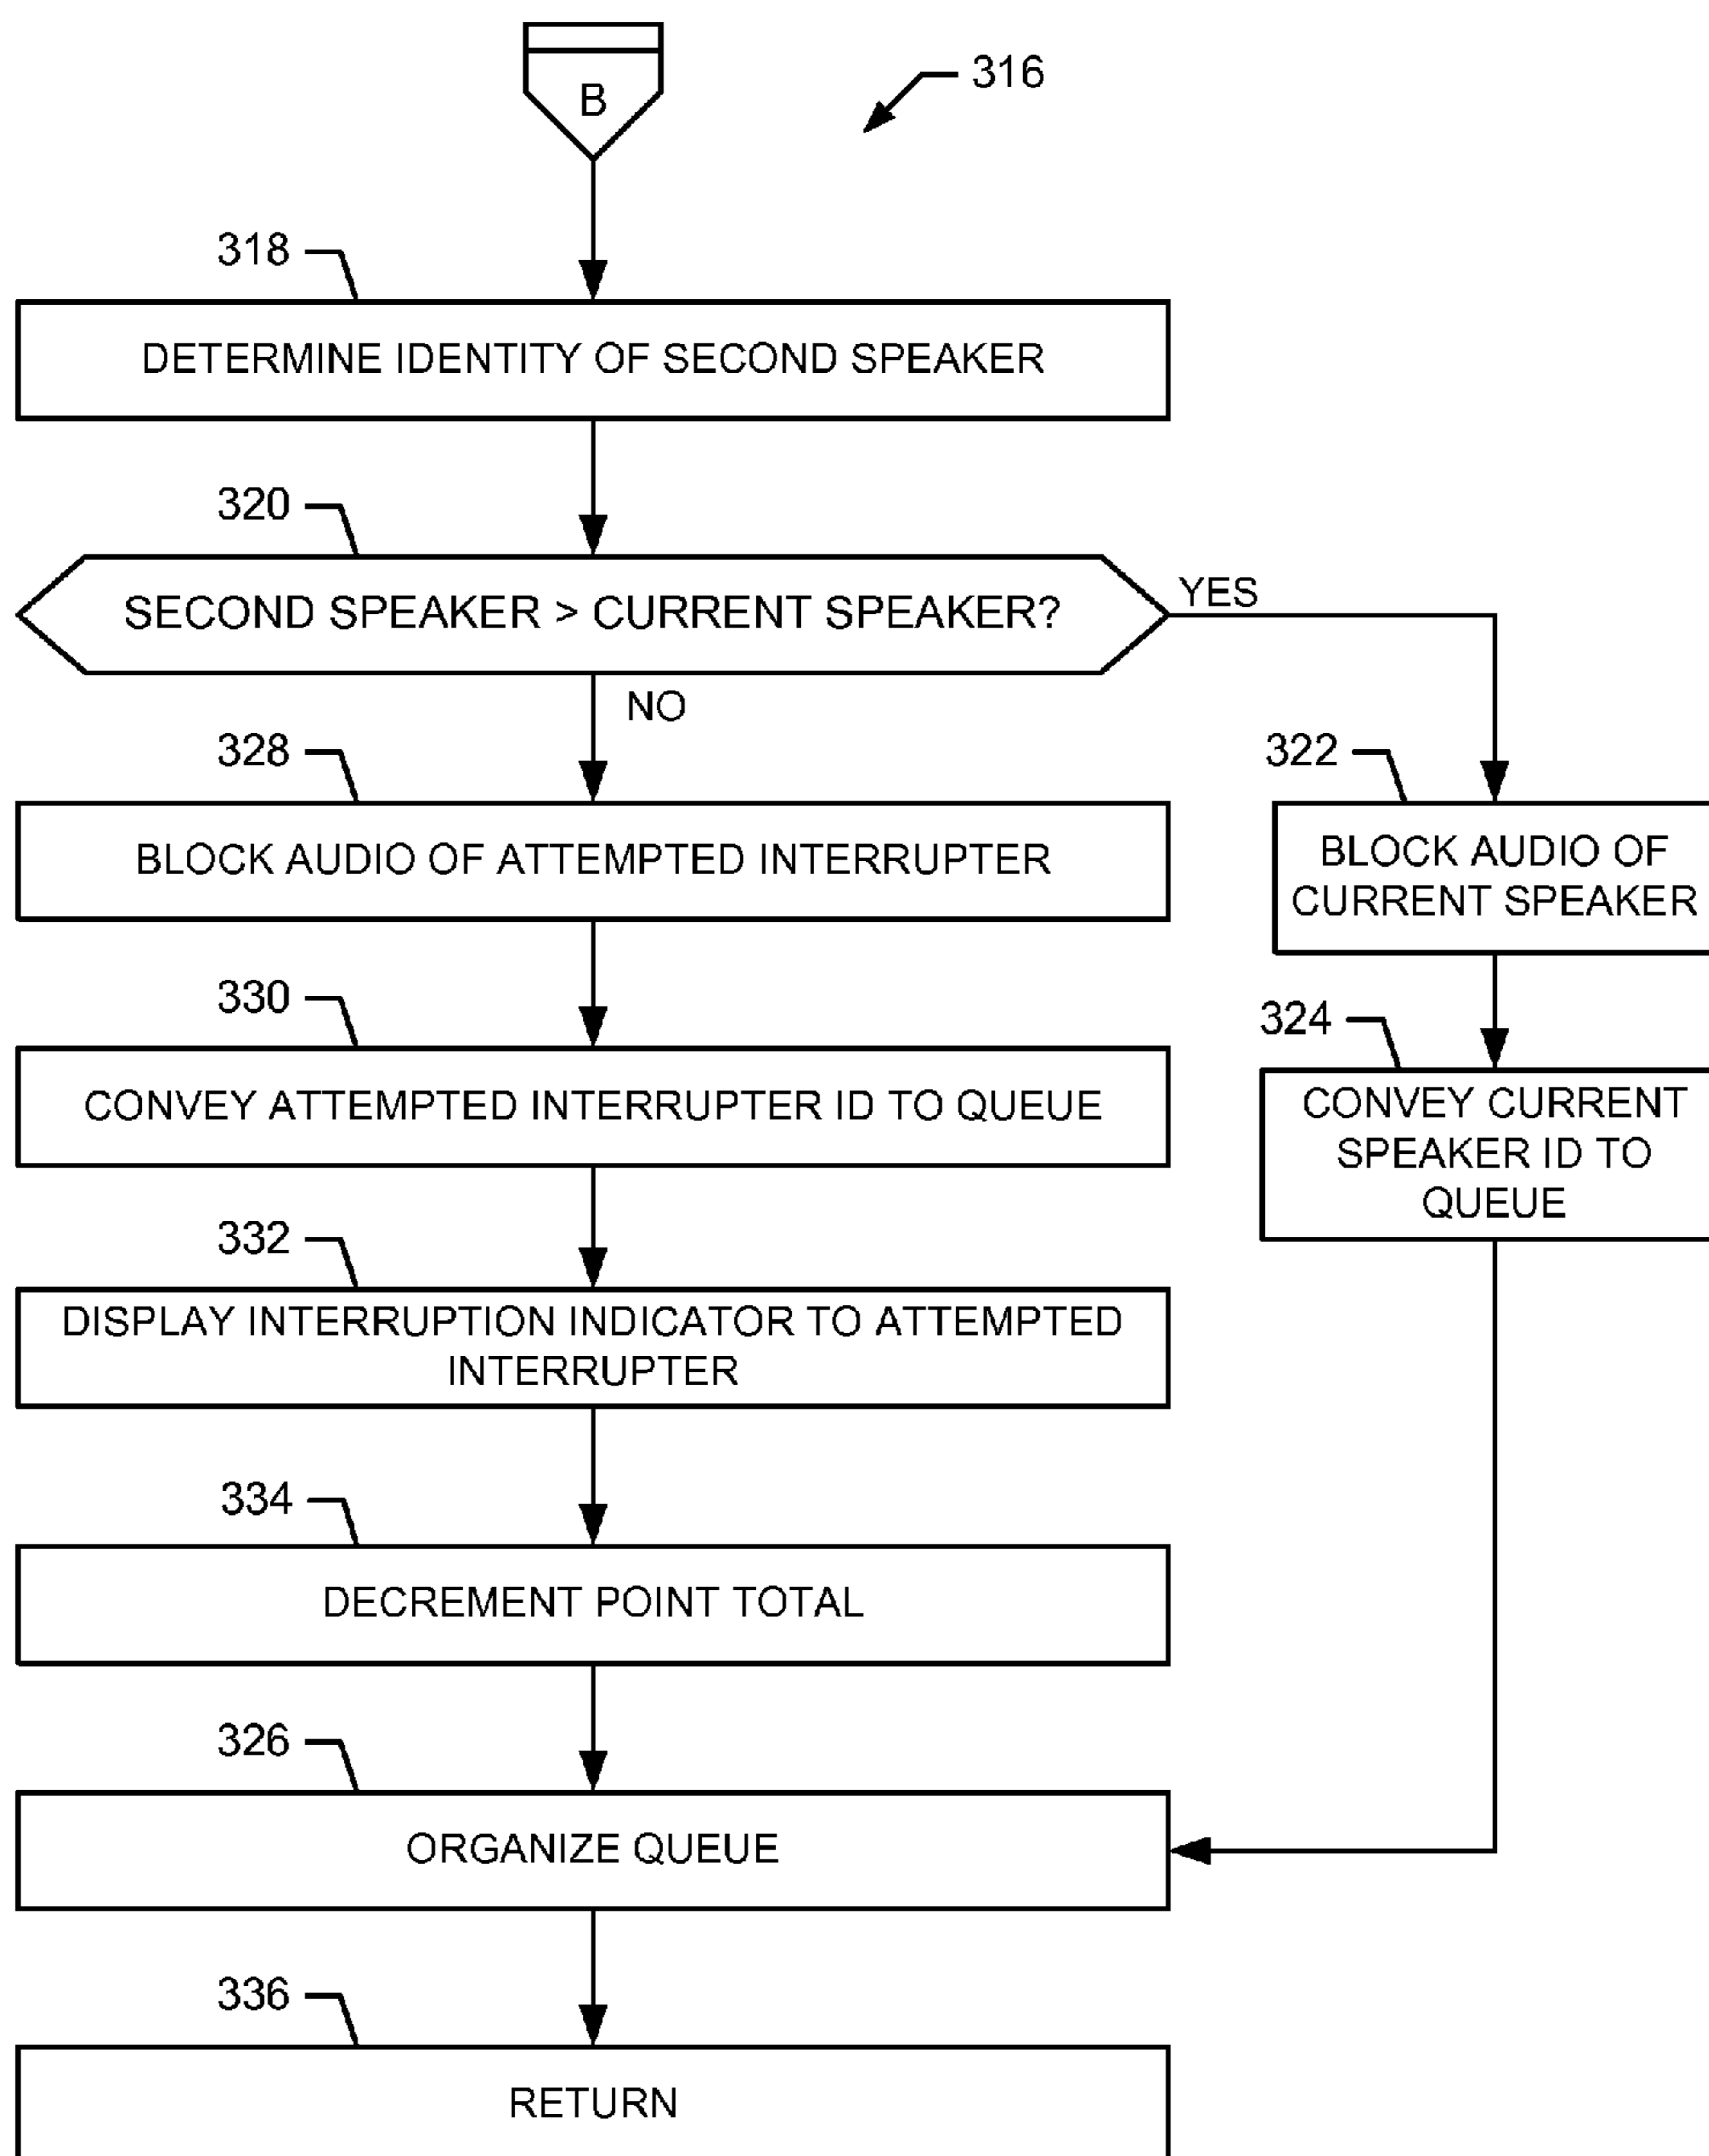 B
316
318
DETERMINE IDENTITY OF SECOND SPEAKER
320
SECOND SPEAKER > CURRENT SPEAKER?
YES
NO
328
BLOCK AUDIO OF ATTEMPTED INTERRUPTER
322
BLOCK AUDIO OF
CURRENT SPEAKER
330
CONVEY ATTEMPTED INTERRUPTER ID TO QUEUE
324
CONVEY CURRENT
SPEAKER ID TO
QUEUE
332
DISPLAY INTERRUPTION INDICATOR TO ATTEMPTED
INTERRUPTER
334
DECREMENT POINT TOTAL
326
ORGANIZE QUEUE
336
RETURN